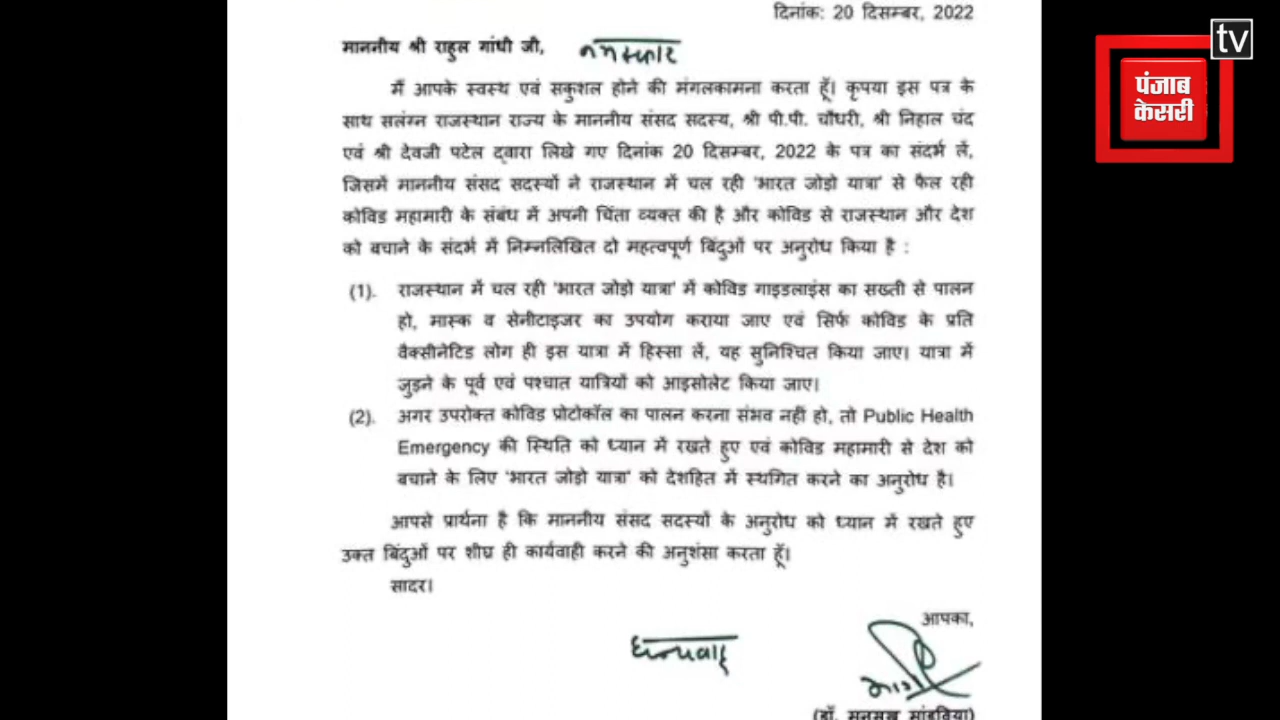 दिनांक: 20 दिसम्बर, 2022
माननीय श्री राहुल गांधी जी, नमस्कार
मैं आपके स्वस्थ एवं सकुशल होने की मंगलकामना करता हूँ। कृपया इस पत्र के
साथ सलंग्न राजस्थान राज्य के माननीय संसद सदस्य, श्री पी.पी. चौधरी, श्री निहाल चंद
एवं श्री देवजी पटेल द्वारा लिखे गए दिनांक 20 दिसम्बर, 2022 के पत्र का संदर्भ लें,
जिसमें माननीय संसद सदस्यों ने राजस्थान में चल रही 'भारत जोड़ो यात्रा' से फैल रही
कोविड महामारी के संबंध में अपनी चिंता व्यक्त की है और कोविड से राजस्थान और देश
को बचाने के संदर्भ में निम्नलिखित दो महत्वपूर्ण बिंदुओं पर अनुरोध किया है :
(1). राजस्थान में चल रही 'भारत जोड़ो यात्रा' में कोविड गाइडलाइंस का सख्ती से पालन
हो, मास्क व सेनीटाइजर का उपयोग कराया जाए एवं सिर्फ कोविड के प्रति
वैक्सीनेटिड लोग ही इस यात्रा में हिस्सा लें, यह सुनिश्चित किया जाए। यात्रा में
जुड़ने के पूर्व एवं पश्चात यात्रियों को आइसोलेट किया जाए।
(2). अगर उपरोक्त कोविड प्रोटोकॉल का पालन करना संभव नहीं हो, तो Public Health
Emergency की स्थिति को ध्यान में रखते हुए एवं कोविड महामारी से देश को
बचाने के लिए 'भारत जोड़ो यात्रा' को देशहित में स्थगित करने का अनुरोध है।
आपसे प्रार्थना है कि माननीय संसद सदस्यों के अनुरोध को ध्यान में रखते हुए
उक्त बिंदुओं पर शीघ्र ही कार्यवाही करने की अनुशंसा करता हूँ।
सादर।
आपका,
धन्यवाद
(डॉ. मनसुख मांडविया)
tv
पंजाब
केसरी